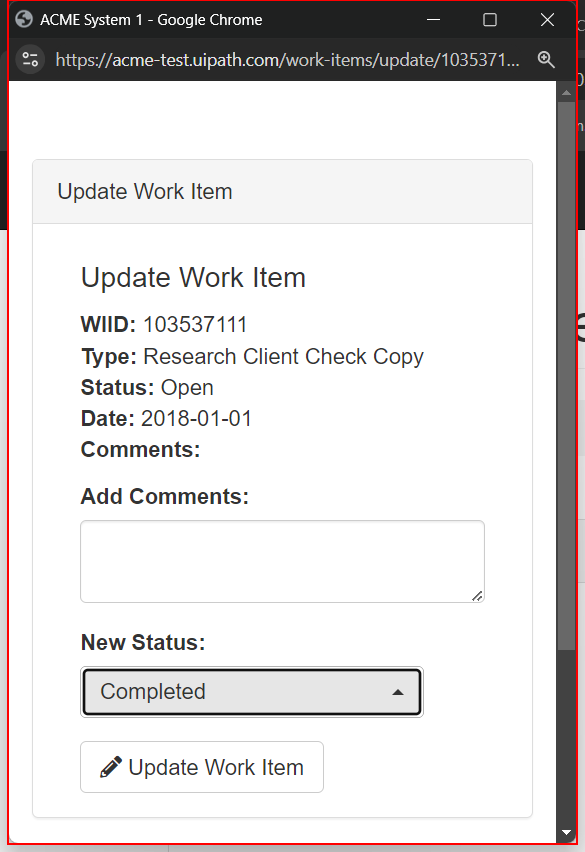 ACME System 1 - Google Chrome
https://acme-test.uipath.com/work-items/update/1035371...
Update Work Item
Update Work Item
WIID: 103537111
Type: Research Client Check Copy
Status: Open
Date: 2018-01-01
Comments:
Add Comments:
New Status:
Completed
Update Work Item